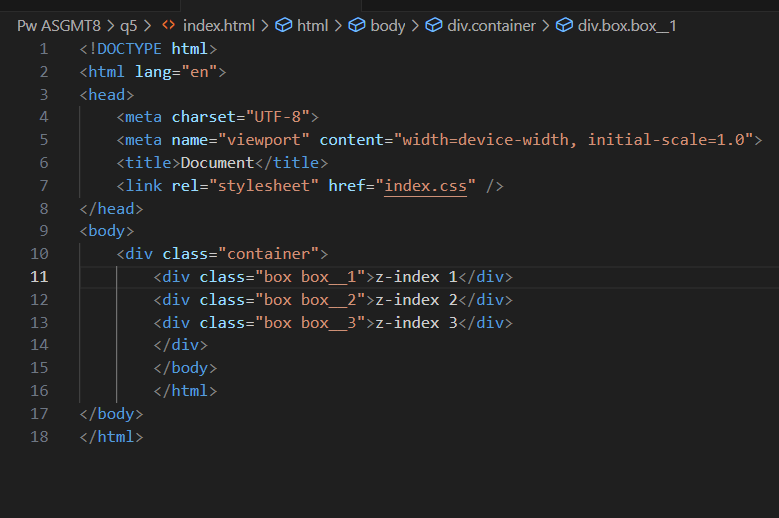 Pw ASGMT8 > q5 > <> index.html > html > body > div.container > div.box.box__1
1 <!DOCTYPE html>
2 <html lang="en">
3 <head>
4     <meta charset="UTF-8">
5     <meta name="viewport" content="width=device-width, initial-scale=1.0">
6     <title>Document</title>
7     <link rel="stylesheet" href="index.css" />
8 </head>
9 <body>
10     <div class="container">
11         <div class="box box__1">z-index 1</div>
12         <div class="box box__2">z-index 2</div>
13         <div class="box box__3">z-index 3</div>
14         </div>
15         </body>
16         </html>
17 </body>
18 </html>